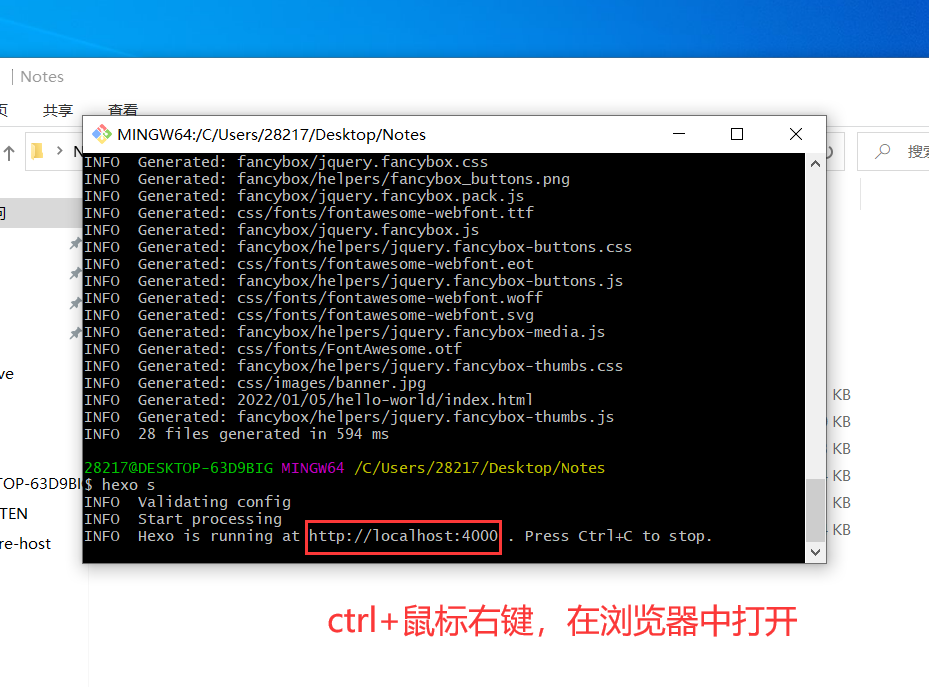 Notes
共享
查看
MINGW64:/C/Users/28217/Desktop/Notes
搜索
INFO  Generated: fancybox/jquery.fancybox.css
INFO  Generated: fancybox/helpers/fancybox_buttons.png
INFO  Generated: fancybox/jquery.fancybox.pack.js
INFO  Generated: css/fonts/fontawesome-webfont.ttf
INFO  Generated: fancybox/jquery.fancybox.js
INFO  Generated: fancybox/helpers/jquery.fancybox-buttons.css
INFO  Generated: css/fonts/fontawesome-webfont.eot
INFO  Generated: fancybox/helpers/jquery.fancybox-buttons.js
INFO  Generated: css/fonts/fontawesome-webfont.woff
INFO  Generated: css/fonts/fontawesome-webfont.svg
INFO  Generated: fancybox/helpers/jquery.fancybox-media.js
INFO  Generated: css/fonts/FontAwesome.otf
INFO  Generated: fancybox/helpers/jquery.fancybox-thumbs.css
INFO  Generated: css/images/banner.jpg
INFO  Generated: 2022/01/05/hello-world/index.html
INFO  Generated: fancybox/helpers/jquery.fancybox-thumbs.js
INFO  28 files generated in 594 ms
28217@DESKTOP-63D9BIG MINGW64 /C/Users/28217/Desktop/Notes
$ hexo s
INFO  Validating config
INFO  Start processing
INFO  Hexo is running at http://localhost:4000 . Press Ctrl+C to stop.
ve
TOP-63D9BI
TEN
re-host
KB
KB
KB
KB
KB
KB
ctrl+鼠标右键，在浏览器中打开